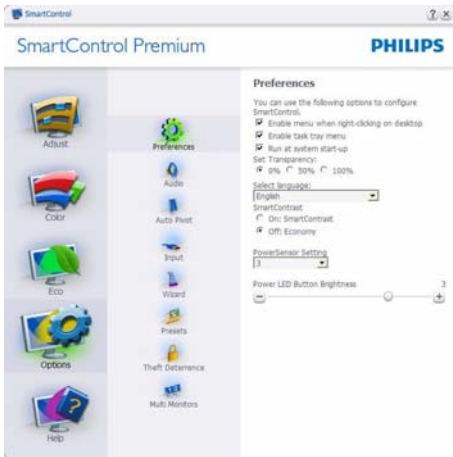 SmartControl
SmartControl Premium
PHILIPS
Adjust
Color
Eco
Options
Help
Preferences
Audio
Auto Pivot
Input
Wizard
Presets
Theft Deterrence
Multi Monitors
Preferences
You can use the following options to configure
SmartControl.
Enable menu when right-clicking on desktop
Enable task tray menu
Run at system start-up
Set Transparency:
0% 50% 100%
Select language:
English
SmartContrast
On: SmartContrast
Off: Economy
PowerSensor Setting
3
Power LED Button Brightness 3